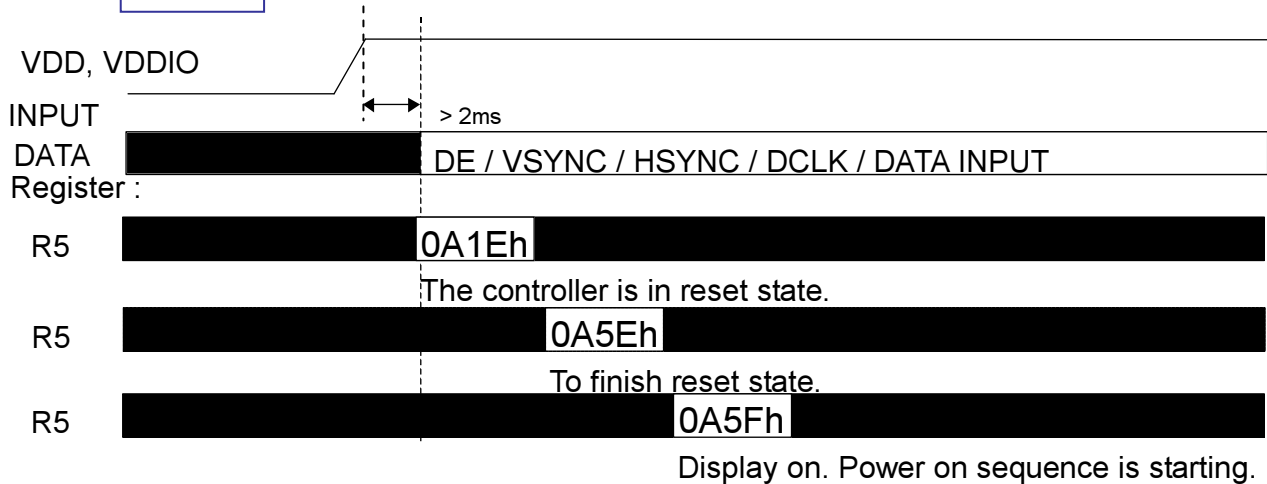 VDD, VDDIO
INPUT
> 2ms
DATA
DE / VSYNC / HSYNC / DCLK / DATA INPUT
Register :
R5
0A1Eh
The controller is in reset state.
R5
0A5Eh
To finish reset state.
R5
0A5Fh
Display on. Power on sequence is starting.